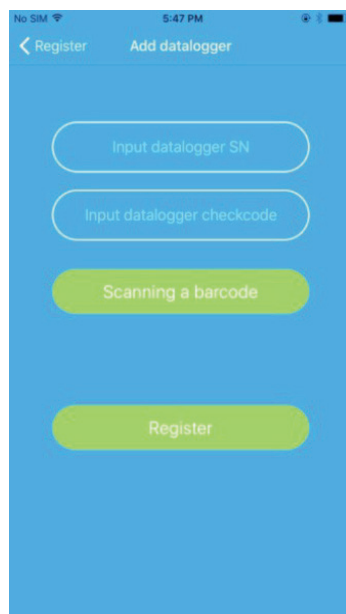 No SIM
5:47 PM
Register
Add datalogger
Input datalogger SN
Input datalogger checkcode
Scanning a barcode
Register